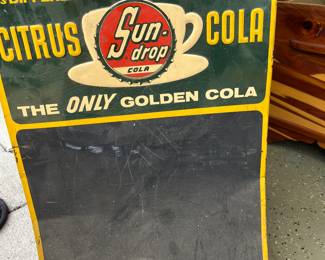 CITRUS Sun- COLA
drop
COLA
THE ONLY GOLDEN COLA